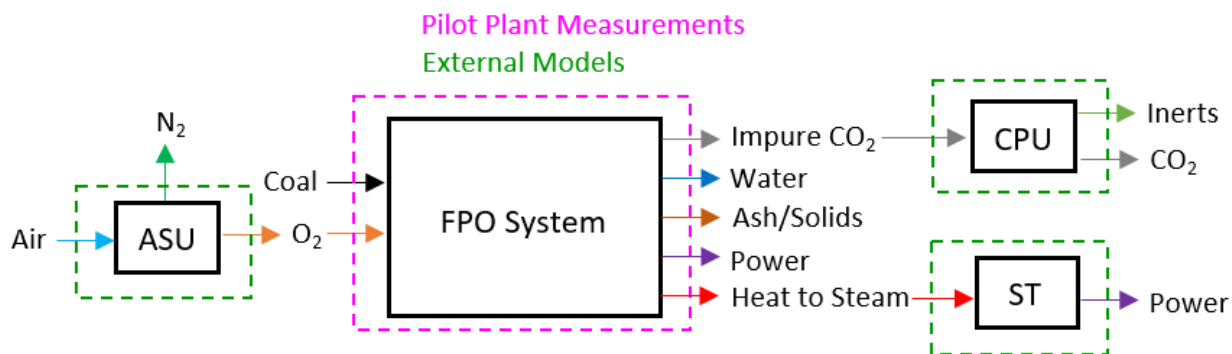 Pilot Plant Measurements
External Models
N₂
Inerts
Impure CO₂
CPU
CO₂
Coal
Water
FPO System
Ash/Solids
Air
ASU
O₂
Power
Heat to Steam
ST
Power